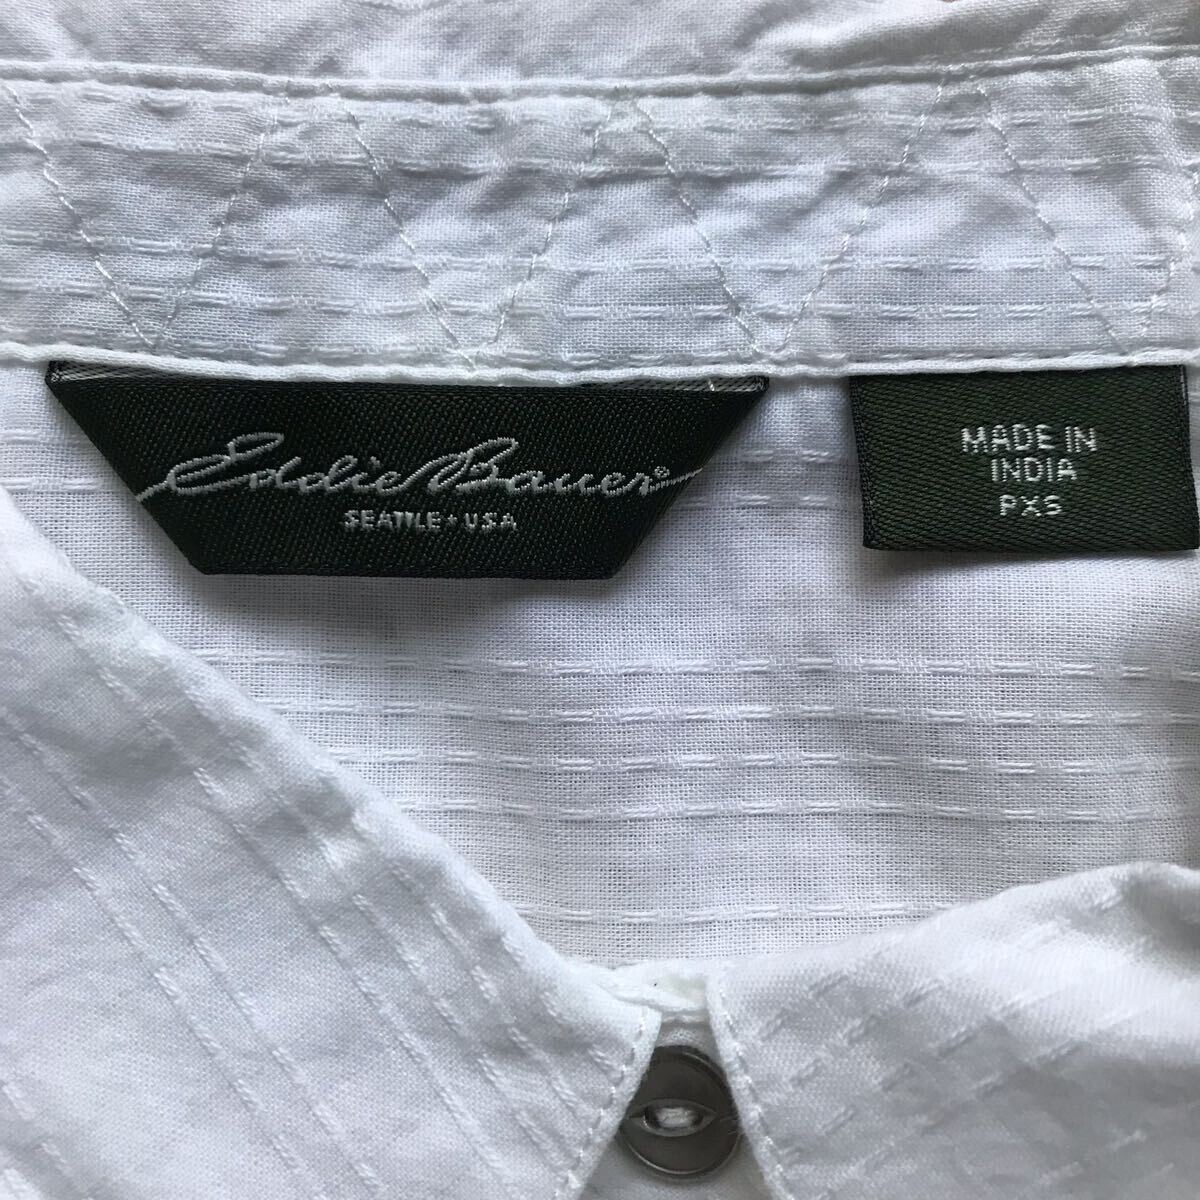 Eddie Bauer®
SEATTLE • USA
MADE IN
INDIA
PXS